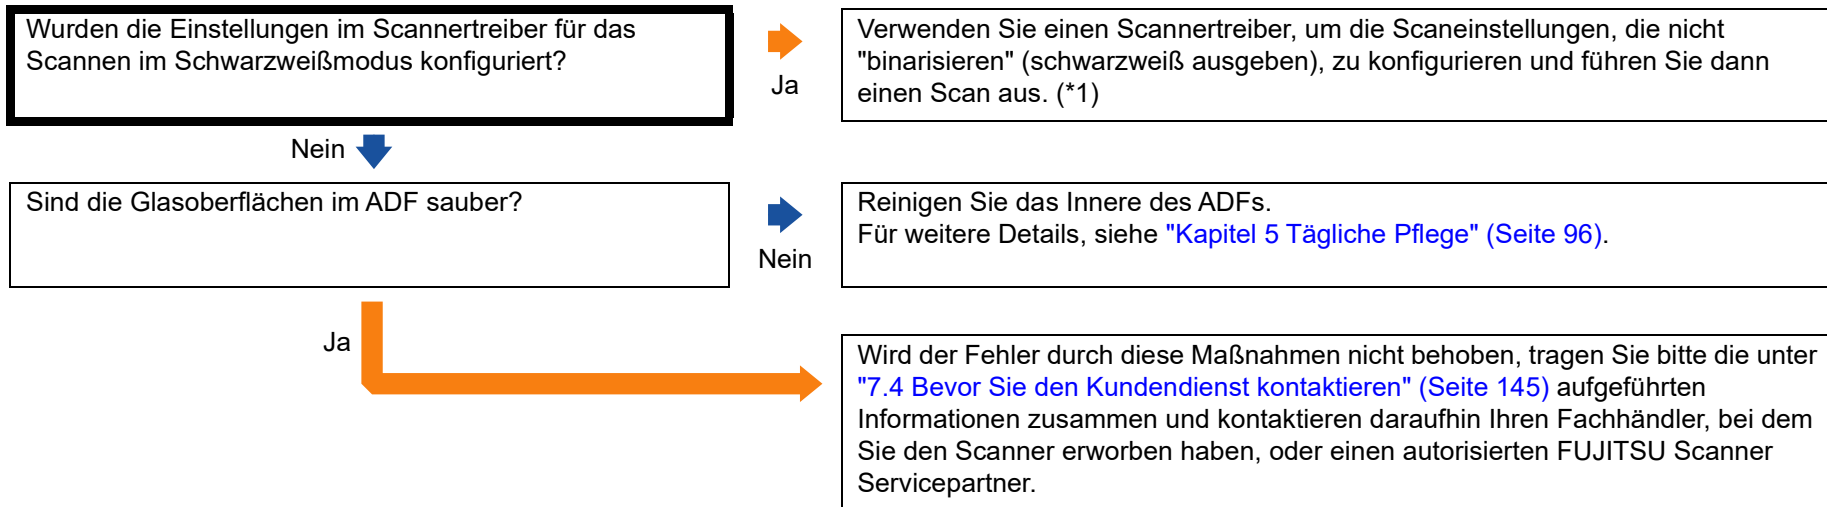 Wurden die Einstellungen im Scannertreiber für das
Scannen im Schwarzweißmodus konfiguriert?
Ja
Verwenden Sie einen Scannertreiber, um die Scaneinstellungen, die nicht
"binarisieren" (schwarzweiß ausgeben), zu konfigurieren und führen Sie dann
einen Scan aus. (*1)
Nein
Sind die Glasoberflächen im ADF sauber?
Nein
Reinigen Sie das Innere des ADFs.
Für weitere Details, siehe "Kapitel 5 Tägliche Pflege" (Seite 96).
Ja
Wird der Fehler durch diese Maßnahmen nicht behoben, tragen Sie bitte die unter
"7.4 Bevor Sie den Kundendienst kontaktieren" (Seite 145) aufgeführten
Informationen zusammen und kontaktieren daraufhin Ihren Fachhändler, bei dem
Sie den Scanner erworben haben, oder einen autorisierten FUJITSU Scanner
Servicepartner.